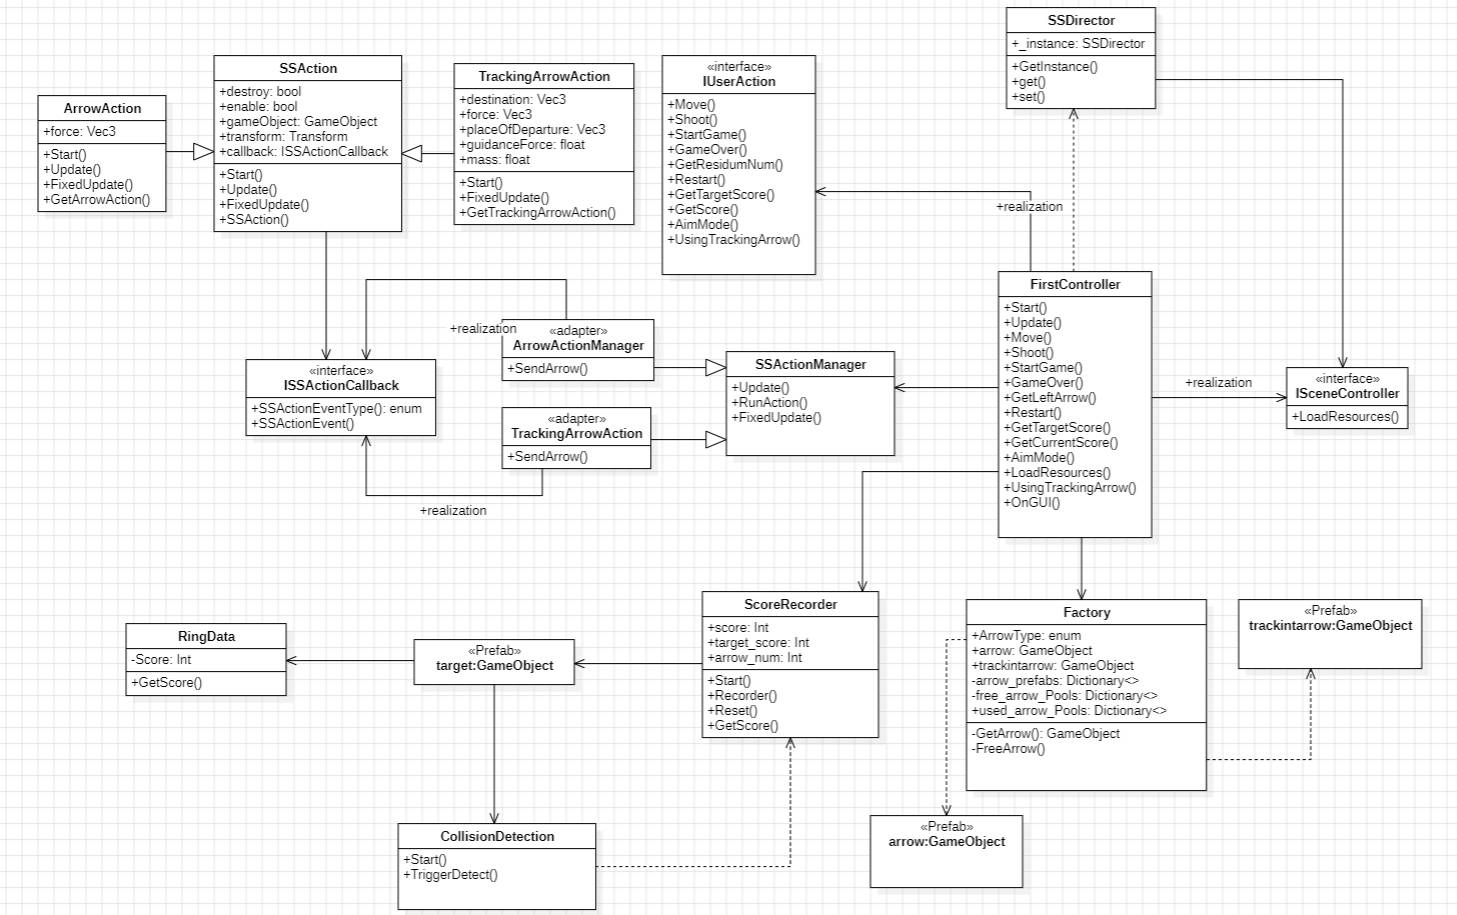 SSDirector
+_instance: SSDirector
+GetInstance()
+get()
+set()
SSAction
+destroy: bool
+enable: bool
+gameObject: GameObject
+transform: Transform
+callback: ISSActionCallback
+Start()
+Update()
+FixedUpdate()
+SSAction()
TrackingArrowAction
+destination: Vec3
+force: Vec3
+placeOfDeparture: Vec3
+guidanceForce: float
+mass: float
+Start()
+FixedUpdate()
+GetTrackingArrowAction()
«interface»
IUserAction
+Move()
+Shoot()
+StartGame()
+GameOver()
+GetResidumNum()
+Restart()
+GetTargetScore()
+GetScore()
+AimMode()
+UsingTrackingArrow()
ArrowAction
+force: Vec3
+Start()
+Update()
+FixedUpdate()
+GetArrowAction()
+realization
FirstController
+Start()
+Update()
+Move()
+Shoot()
+StartGame()
+GameOver()
+GetLeftArrow()
+Restart()
+GetTargetScore()
+GetCurrentScore()
+AimMode()
+LoadResources()
+UsingTrackingArrow()
+OnGUI()
+realization
«adapter»
ArrowActionManager
+SendArrow()
SSActionManager
+Update()
+RunAction()
+FixedUpdate()
«interface»
ISSActionCallback
+SSActionEventType(): enum
+SSActionEvent()
+realization
«interface»
ISceneController
+LoadResources()
«adapter»
TrackingArrowAction
+SendArrow()
+realization
ScoreRecorder
+score: Int
+target_score: Int
+arrow_num: Int
+Start()
+Recorder()
+Reset()
+GetScore()
Factory
+ArrowType: enum
+arrow: GameObject
+trackintarrow: GameObject
-arrow_prefabs: Dictionary<>
-free_arrow_Pools: Dictionary<>
+used_arrow_Pools: Dictionary<>
-GetArrow(): GameObject
-FreeArrow()
«Prefab»
trackintarrow:GameObject
RingData
-Score: Int
+GetScore()
«Prefab»
target:GameObject
CollisionDetection
+Start()
+TriggerDetect()
«Prefab»
arrow:GameObject